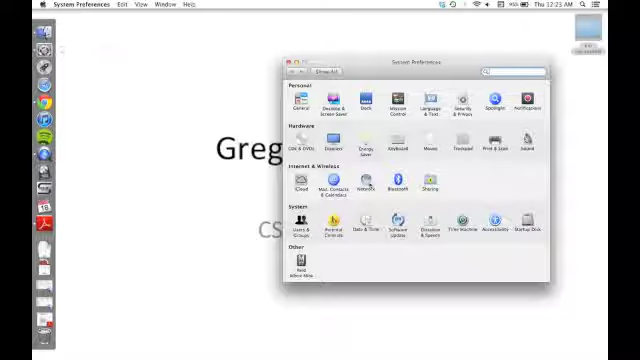 System Preferences Edit View Window Help
Thu 12:23 AM
System Preferences
Show All
Personal
General Desktop & Screen Saver Dock Mission Control Language & Text Security & Privacy Spotlight Notifications
Hardware
CDs & DVDs Displays Energy Saver Keyboard Mouse Trackpad Print & Scan Sound
Internet & Wireless
iCloud Mail, Contacts & Calendars Network Bluetooth Sharing
System
Users & Groups Parental Controls Date & Time Software Update Dictation & Speech Time Machine Accessibility Startup Disk
Other
Greg
CS